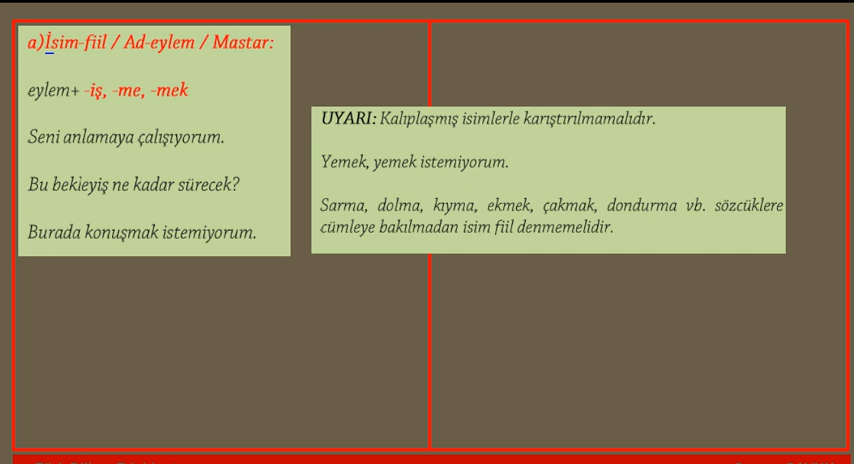 a)İsim-fiil / Ad-eylem / Mastar:
eylem+ -iş, -me, -mek
Seni anlamaya çalışıyorum.
Bu bekleyiş ne kadar sürecek?
Burada konuşmak istemiyorum.
UYARI: Kalıplaşmış isimlerle karıştırılmamalıdır.
Yemek, yemek istemiyorum.
Sarma, dolma, kıyma, ekmek, çakmak, dondurma vb. sözcüklere
cümleye bakılmadan isim fiil denmemelidir.